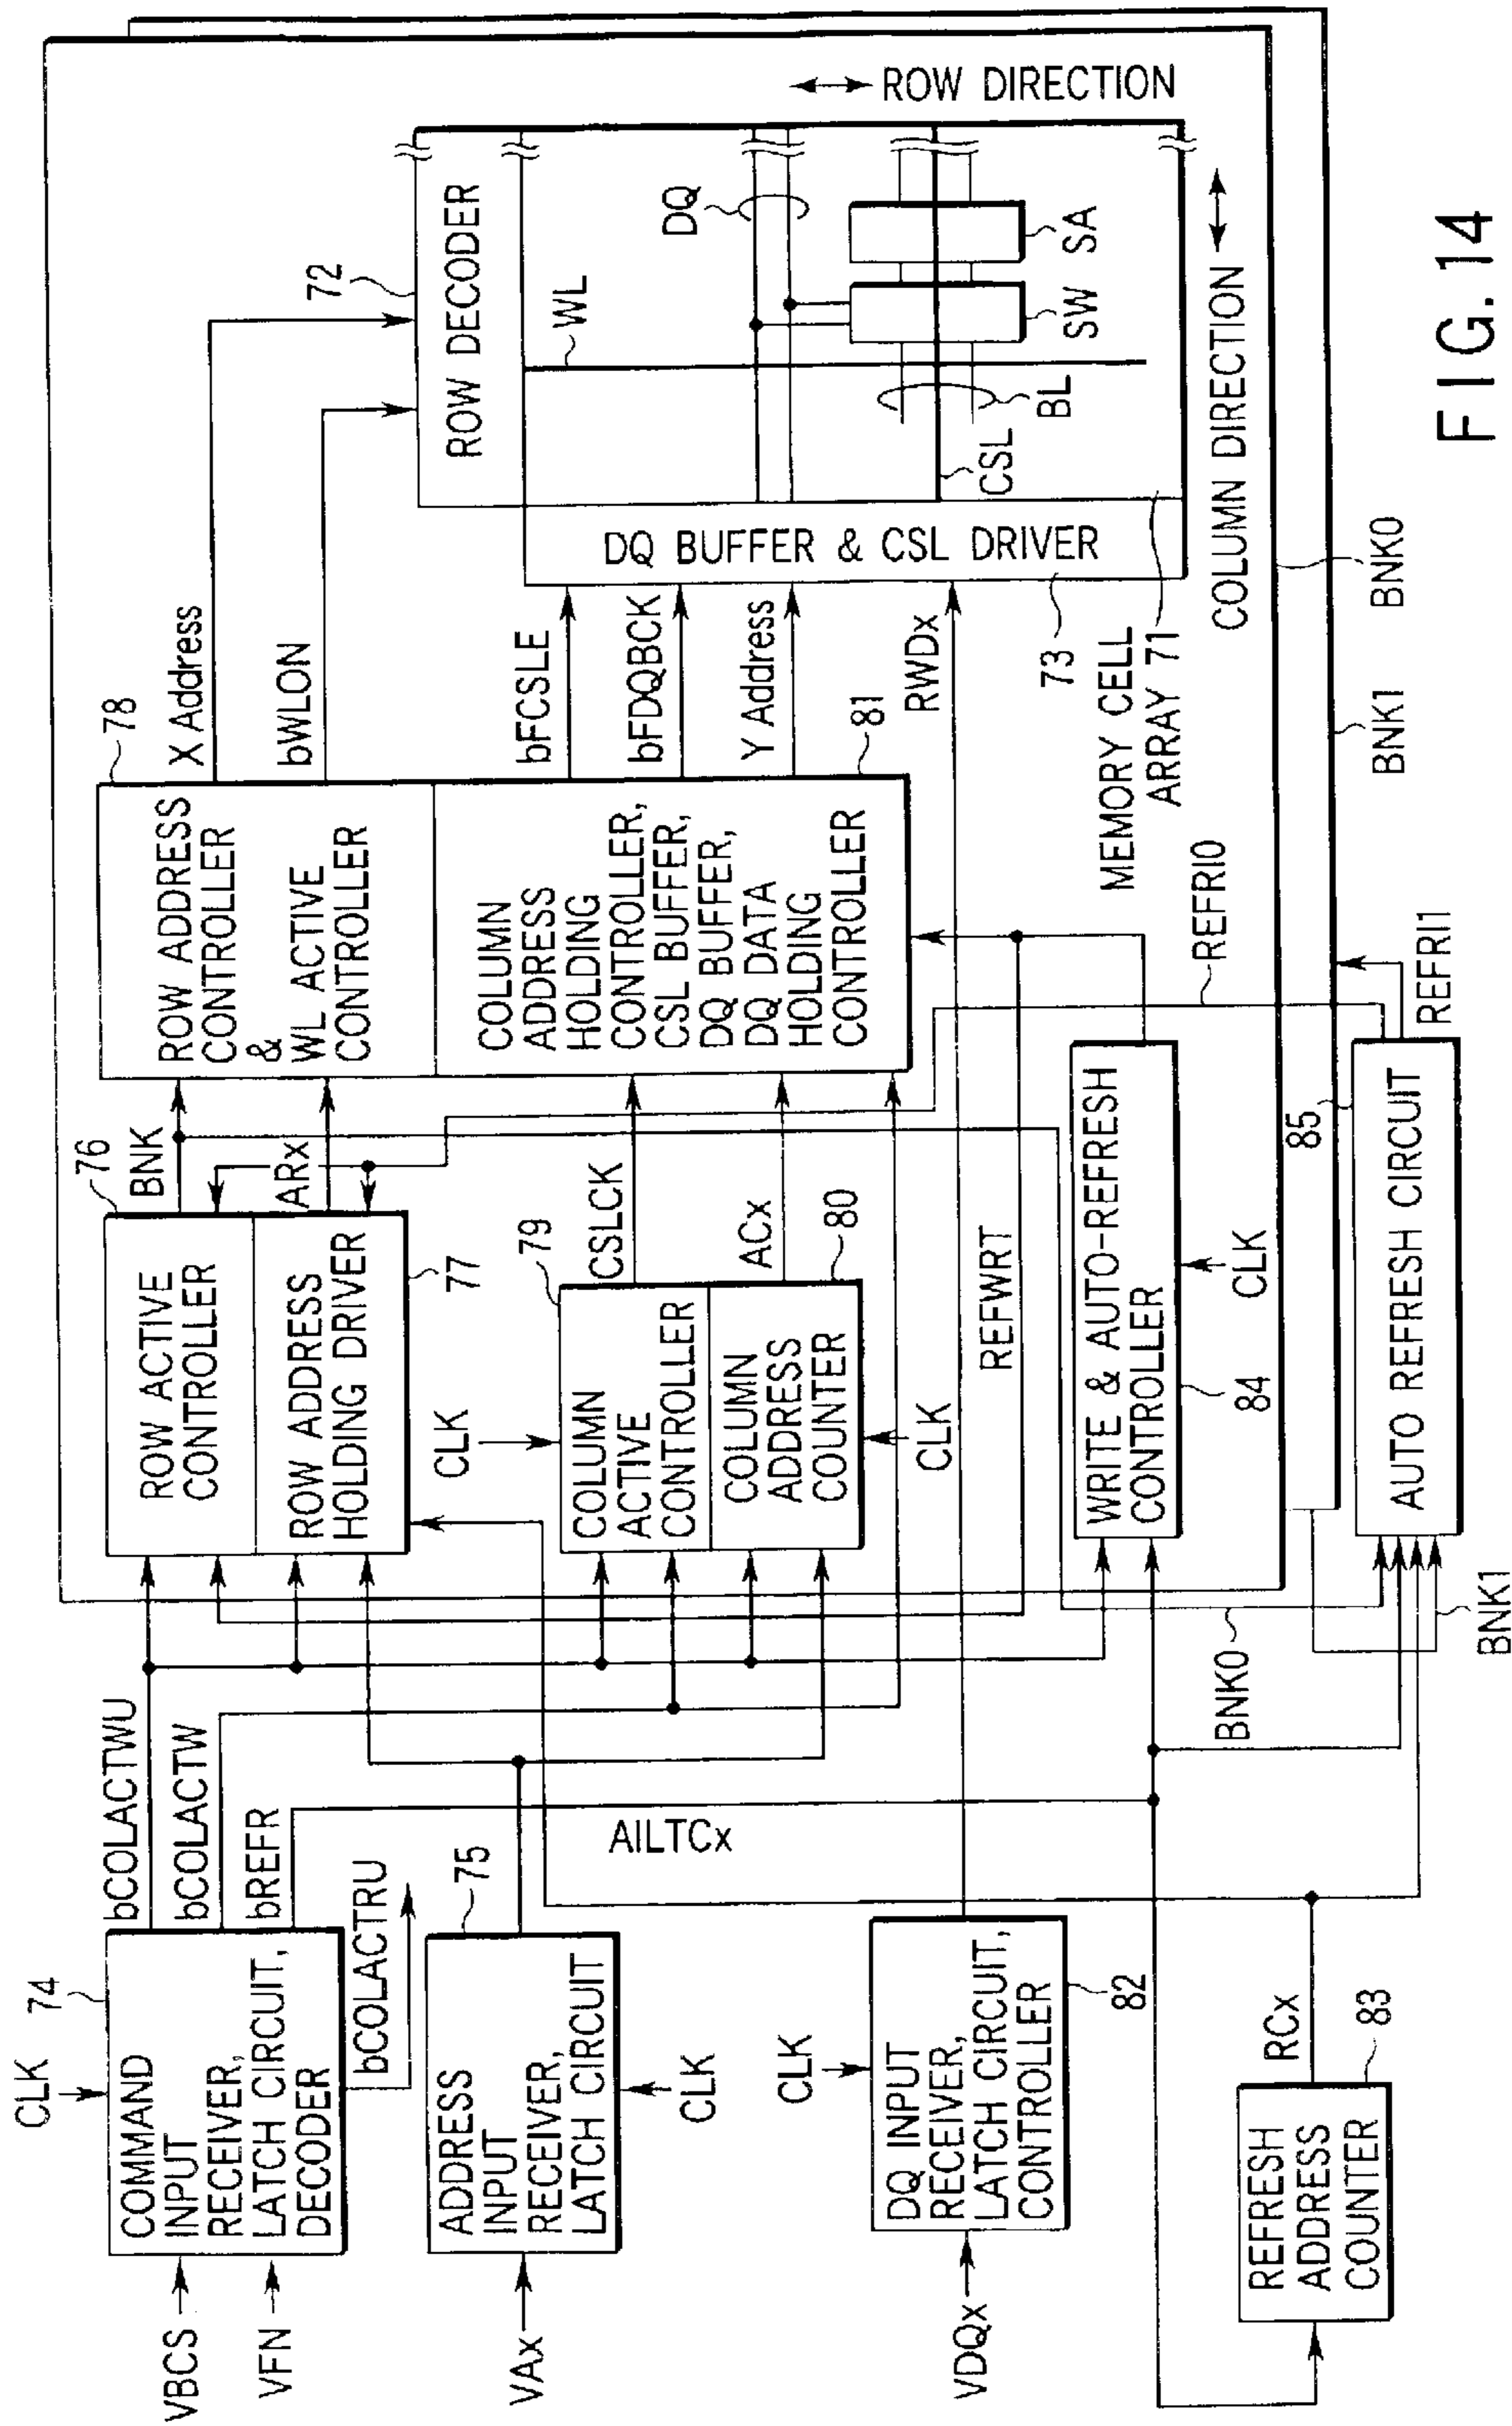 CLK
74
VBCS
VFN
COMMAND
INPUT
RECEIVER,
LATCH CIRCUIT,
DECODER
bCOLACTWU
bCOLACTW
bREFR
bCOLACTRU
75
VAx
ADDRESS
INPUT
RECEIVER,
LATCH CIRCUIT
CLK
AILTCx
CLK
VDQx
DQ INPUT
RECEIVER,
LATCH CIRCUIT,
CONTROLLER
82
REFRESH
ADDRESS
COUNTER
83
RCx
76
ROW ACTIVE
CONTROLLER
ROW ADDRESS
HOLDING DRIVER
77
BNK
ARx
CLK
79
COLUMN
ACTIVE
CONTROLLER
COLUMN
ADDRESS
COUNTER
80
CLK
CSLCK
ACx
REFWRT
WRITE & AUTO-REFRESH
CONTROLLER
84
CLK
85
AUTO REFRESH CIRCUIT
BNK0
BNK1
REFRI0
REFRI1
78
ROW ADDRESS
CONTROLLER
&
WL ACTIVE
CONTROLLER
COLUMN
ADDRESS
HOLDING
CONTROLLER,
CSL BUFFER,
DQ BUFFER,
DQ DATA
HOLDING
CONTROLLER
81
X Address
bWLON
bFCSLE
bFDQBCK
Y Address
RWDx
72
ROW DECODER
WL
DQ
SA
SW
BL
CSL
DQ BUFFER & CSL DRIVER
73
MEMORY CELL
ARRAY 71
ROW DIRECTION
COLUMN DIRECTION
BNK0
BNK1
FIG. 14